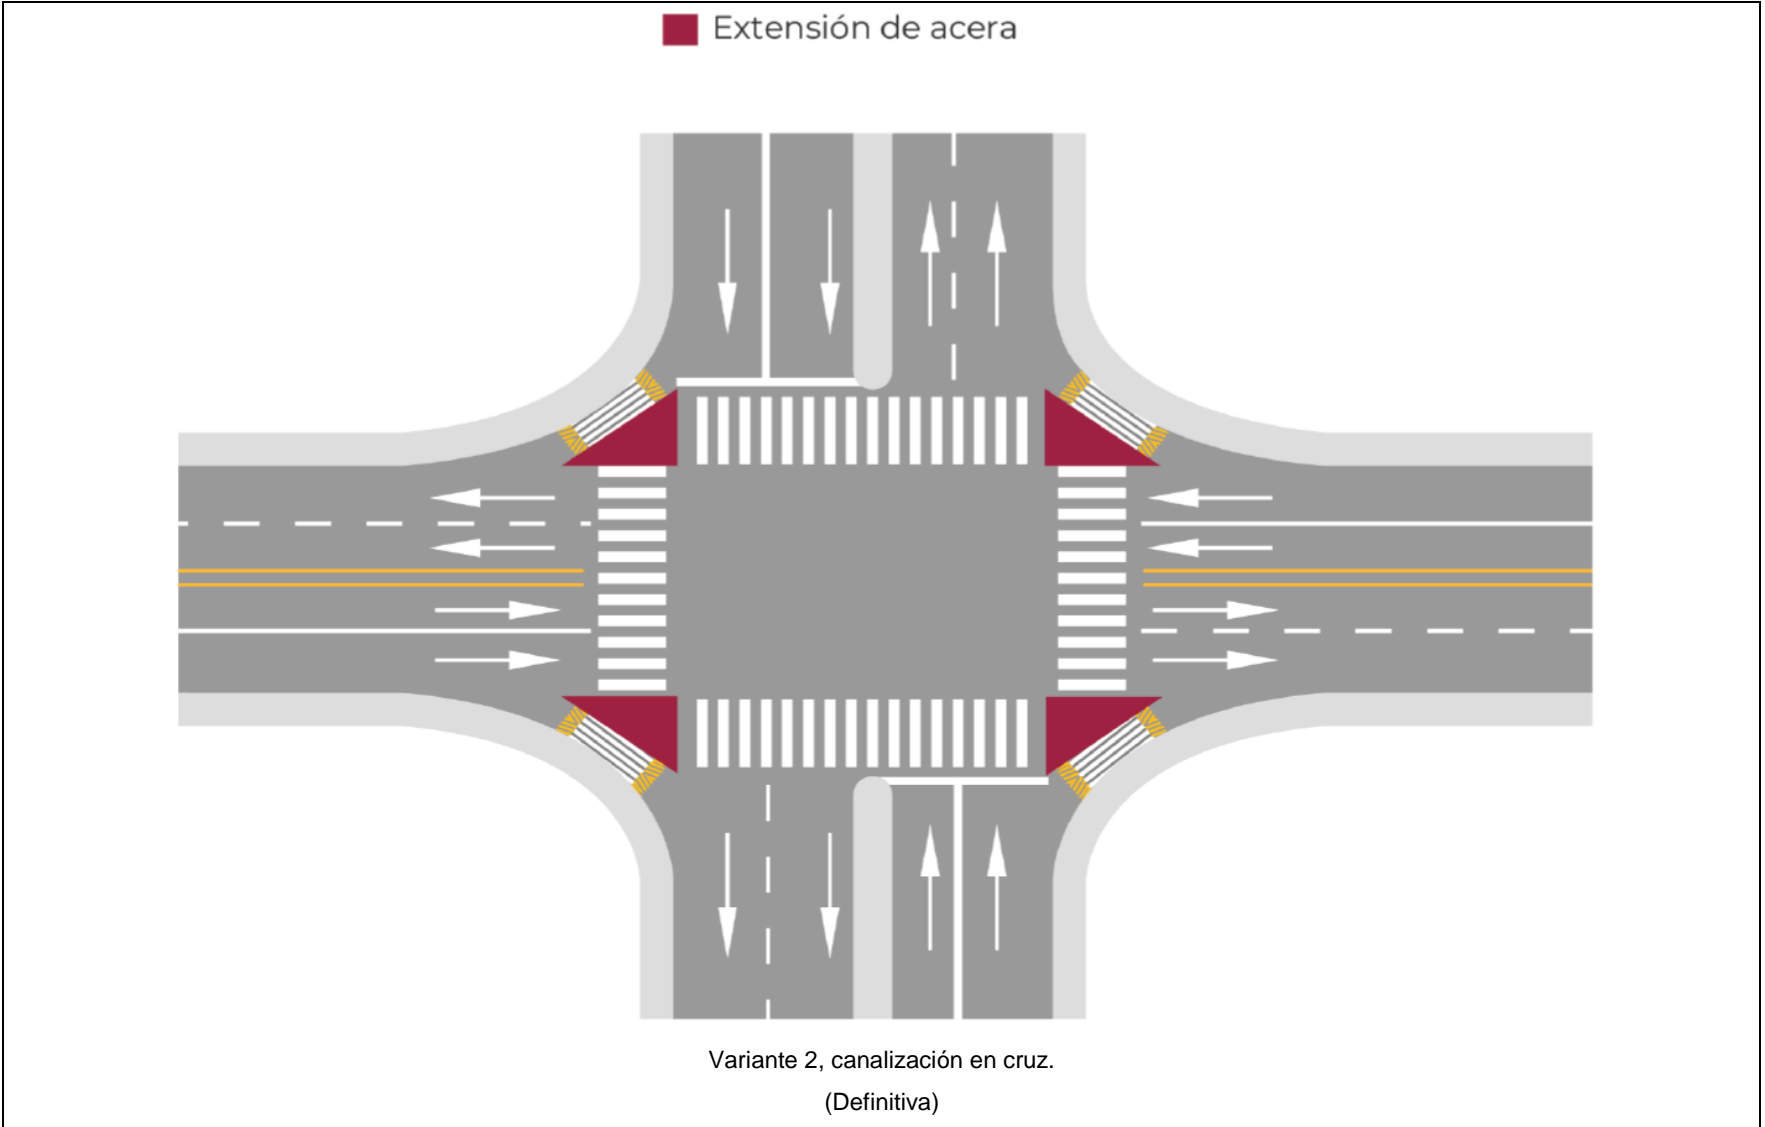 Extensión de acera
Variante 2, canalización en cruz.
(Definitiva)